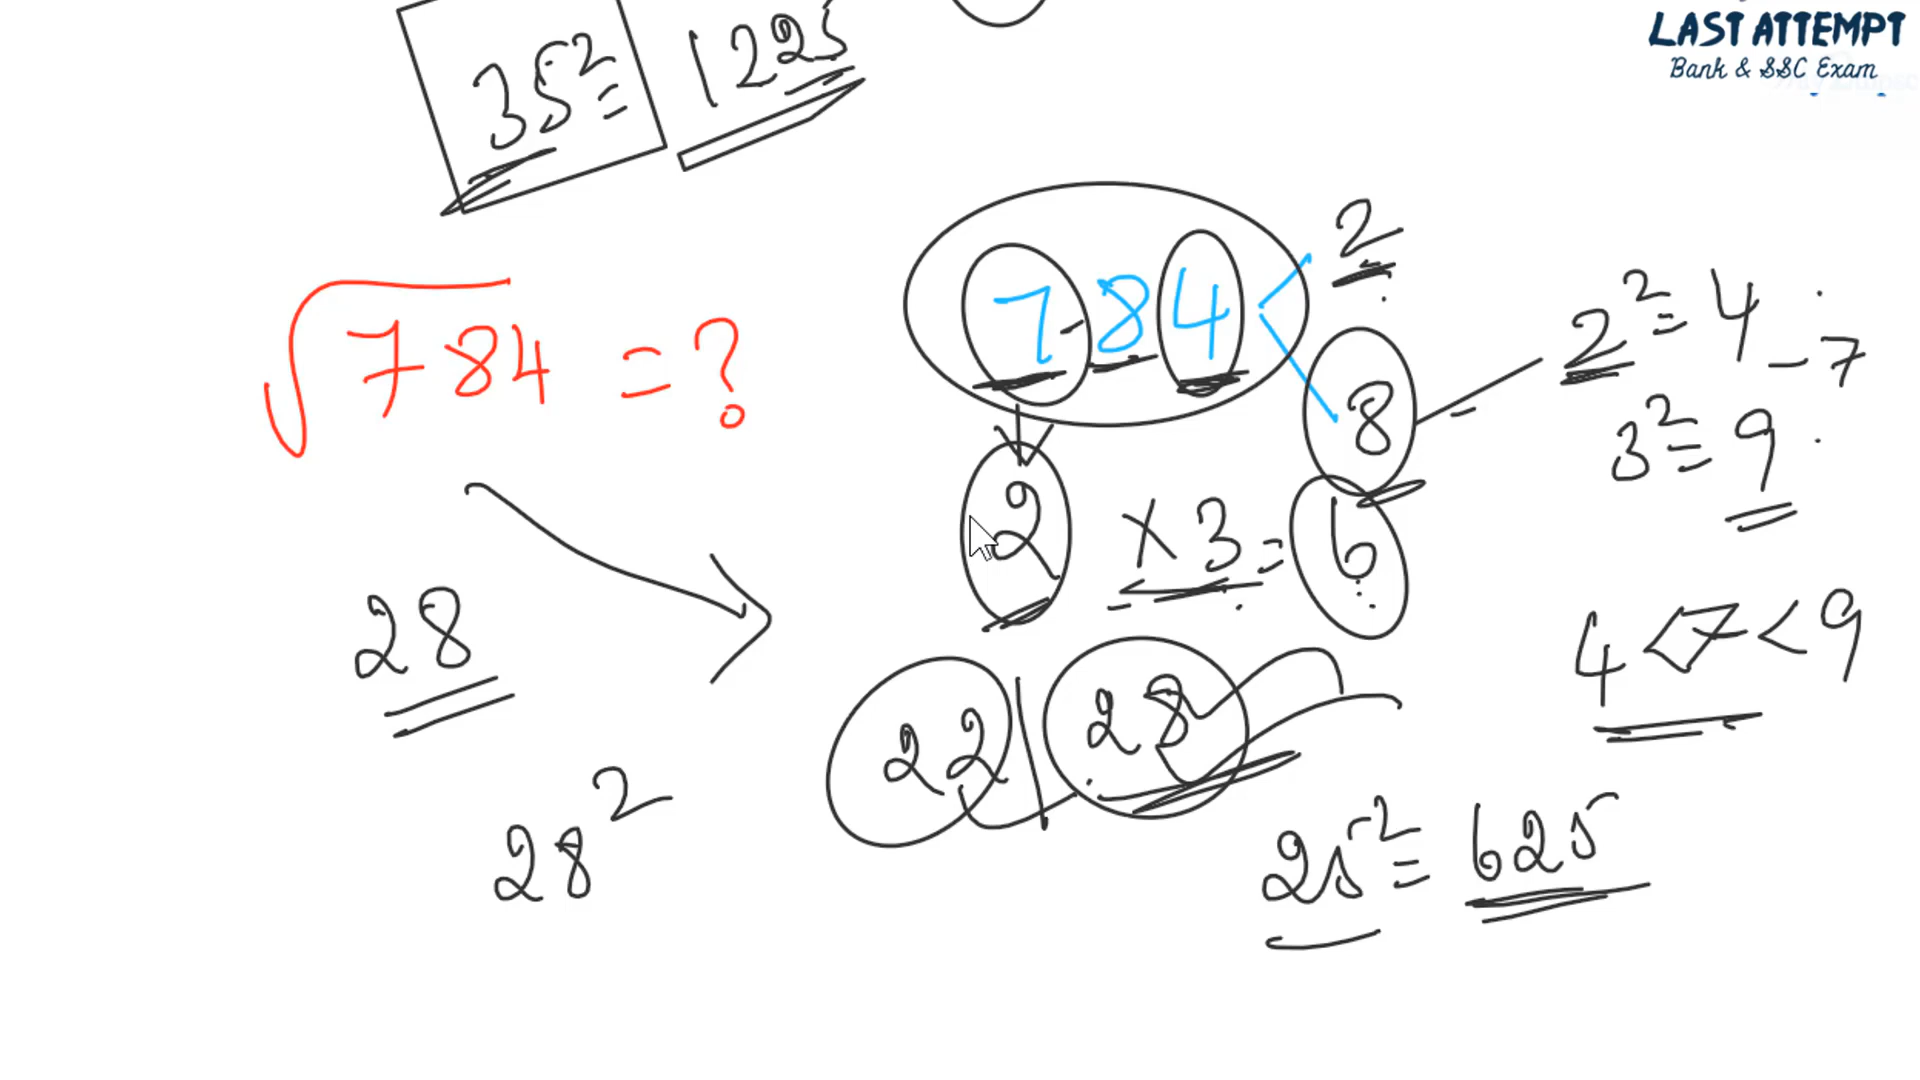 LAST ATTEMPT
Bank & SSC Exam
35² = 1225
√784 = ?
784
2
8
2² = 4
- 7
3² = 9
2 × 3 = 6
4 < 7 < 9
28
22 | 28
28²
25² = 625